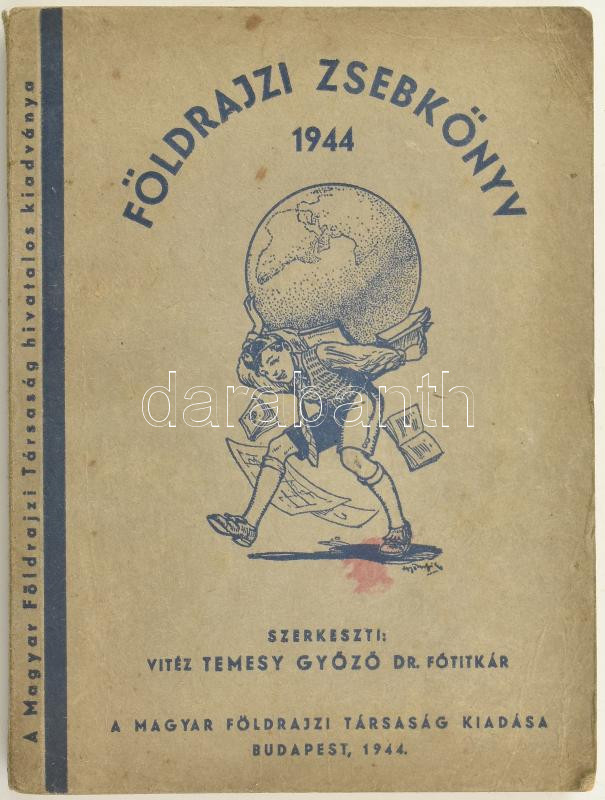 FÖLDRAJZI ZSEBKÖNYV
1944
A Magyar Földrajzi Társaság hivatalos kiadványa
darabanth
SZERKESZTI:
VITÉZ TEMESY GYŐZŐ DR. FŐTITKÁR
A MAGYAR FÖLDRAJZI TÁRSASÁG KIADÁSA
BUDAPEST, 1944.